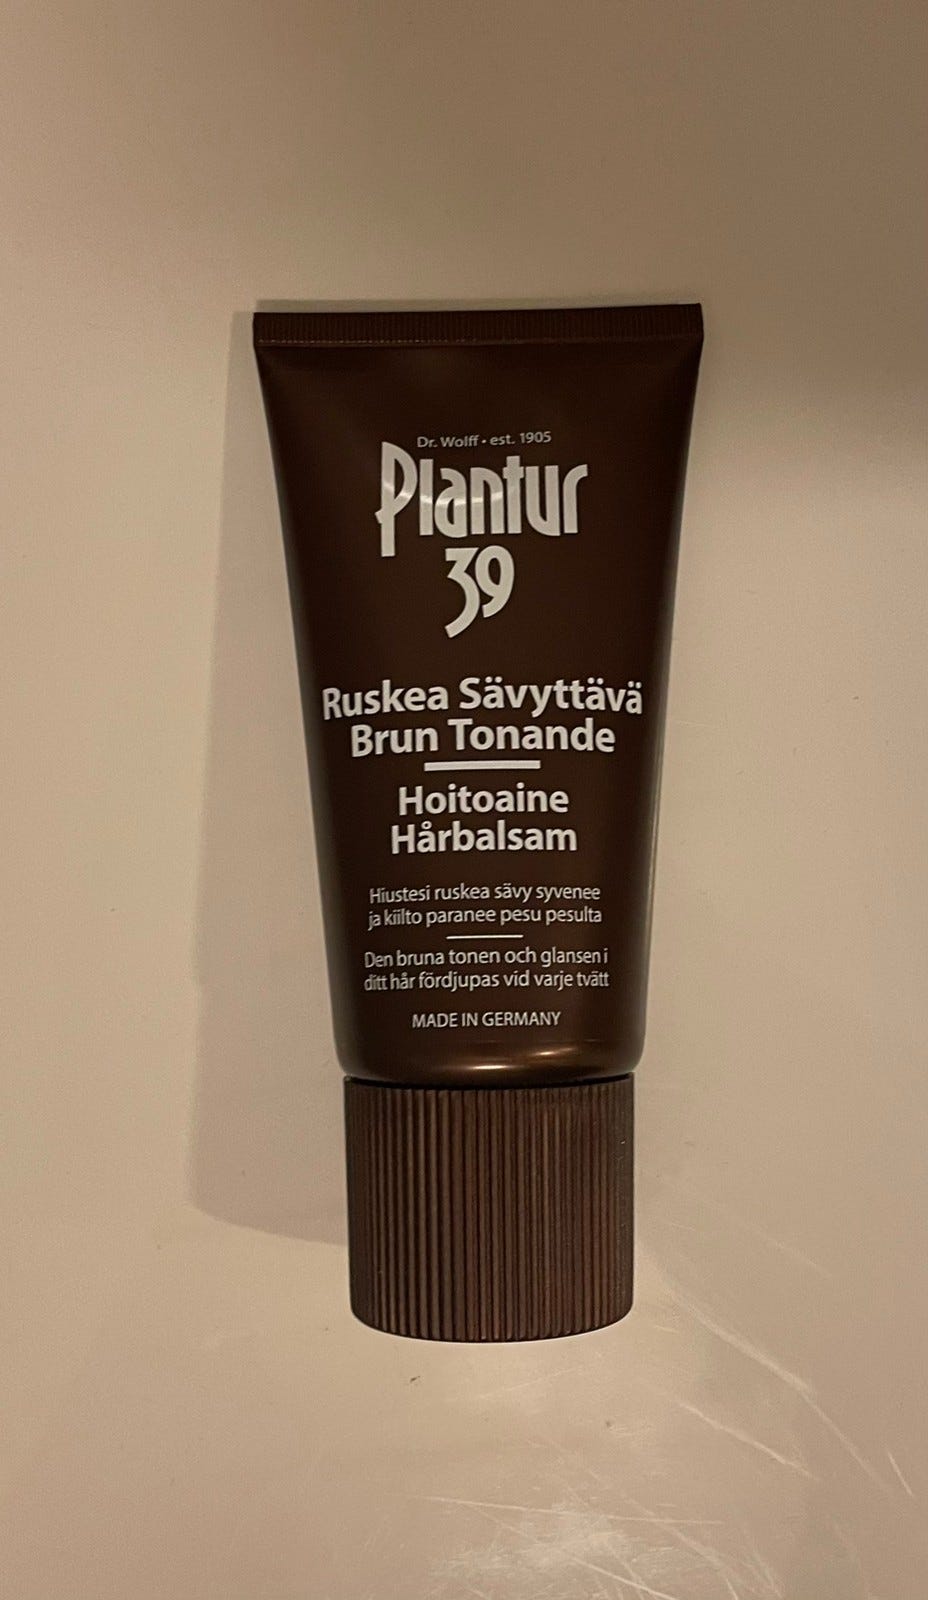 Dr. Wolff • est. 1905
Plantur
39
Ruskea Sävyttävä
Brun Tonande
Hoitoaine
Hårbalsam
Hiustesi ruskea sävy syvenee
ja kiilto paranee pesu pesulta
Den bruna tonen och glansen i
ditt hår fördjupas vid varje tvätt
MADE IN GERMANY